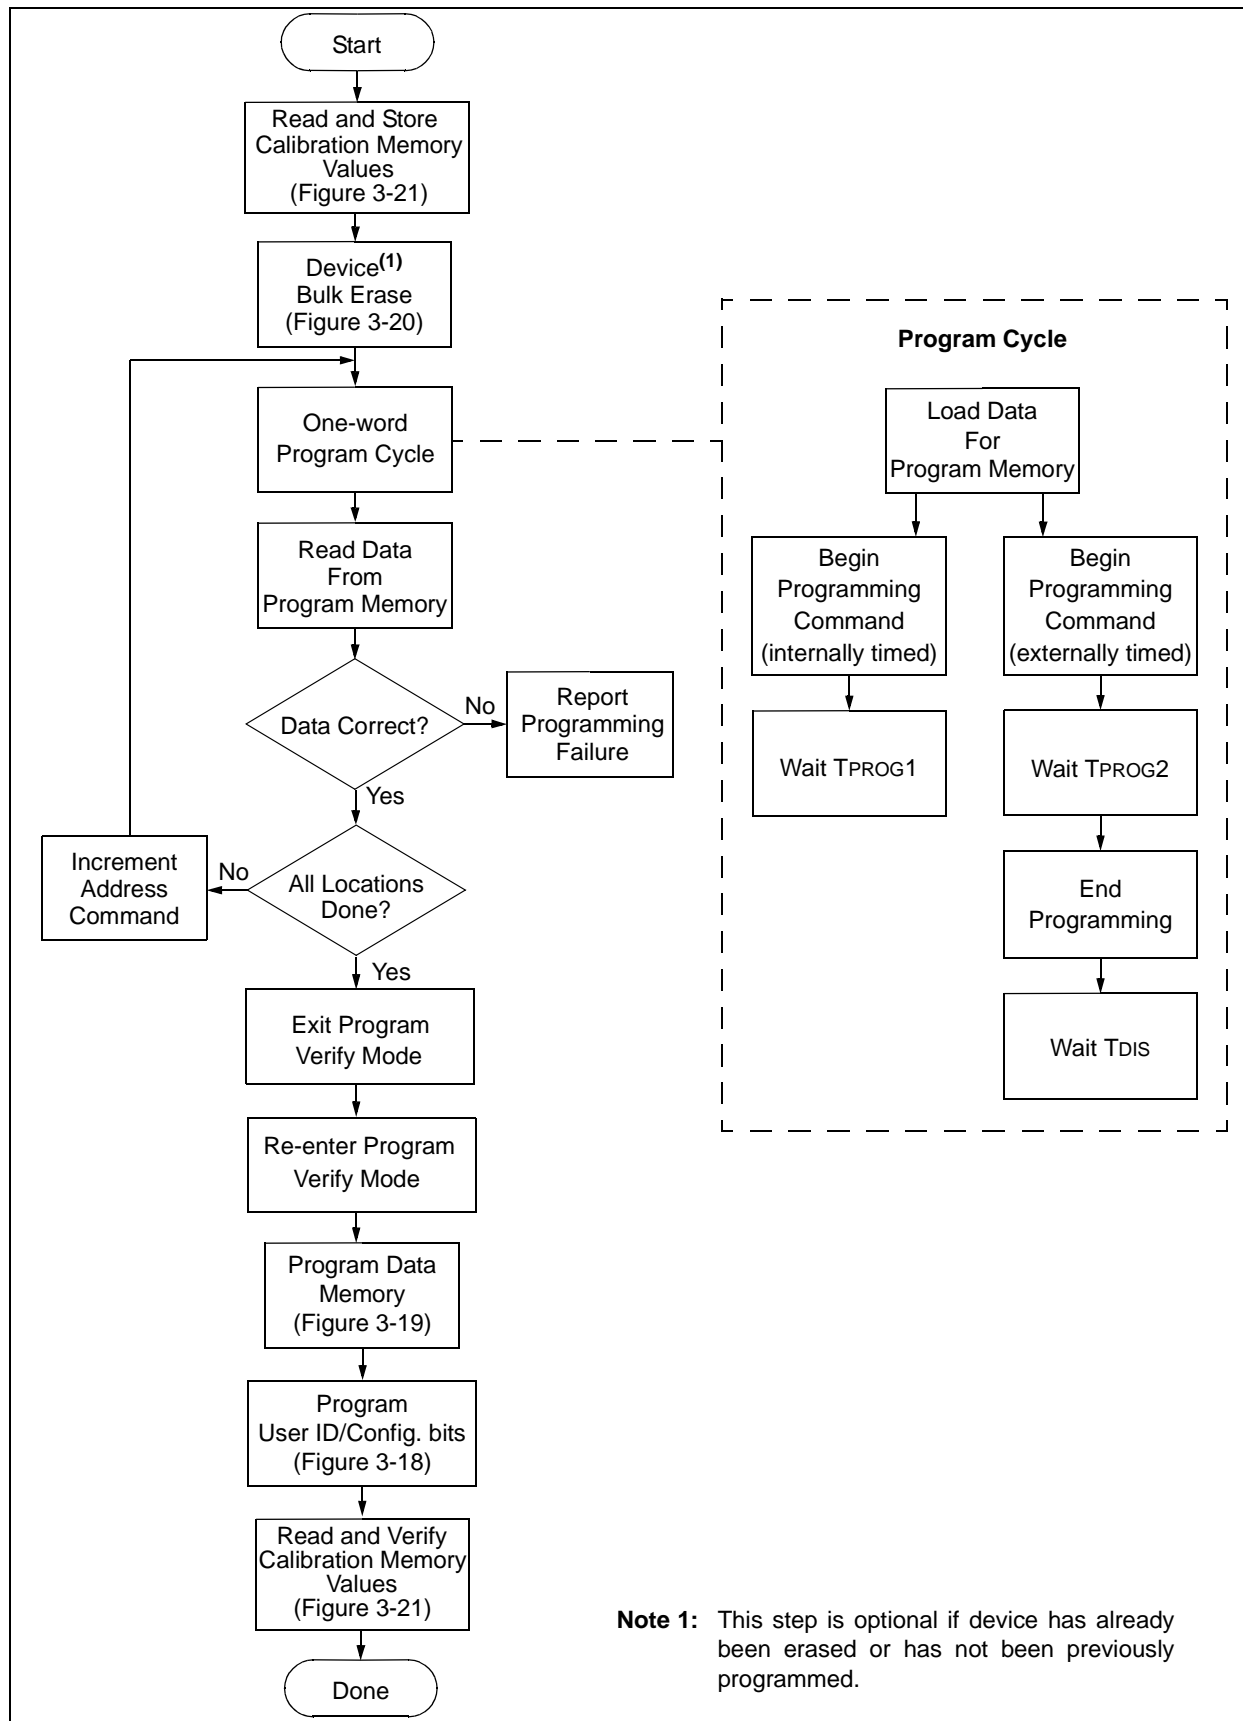 Start
Read and Store
Calibration Memory
Values
(Figure 3-21)
Device(1)
Bulk Erase
(Figure 3-20)
One-word
Program Cycle
Read Data
From
Program Memory
Data Correct?
No
Report
Programming
Failure
Yes
All Locations
Done?
No
Increment
Address
Command
Yes
Exit Program
Verify Mode
Re-enter Program
Verify Mode
Program Data
Memory
(Figure 3-19)
Program
User ID/Config. bits
(Figure 3-18)
Read and Verify
Calibration Memory
Values
(Figure 3-21)
Done
Program Cycle
Load Data
For
Program Memory
Begin
Programming
Command
(internally timed)
Wait TPROG1
Begin
Programming
Command
(externally timed)
Wait TPROG2
End
Programming
Wait TDIS
Note 1: This step is optional if device has already
been erased or has not been previously
programmed.